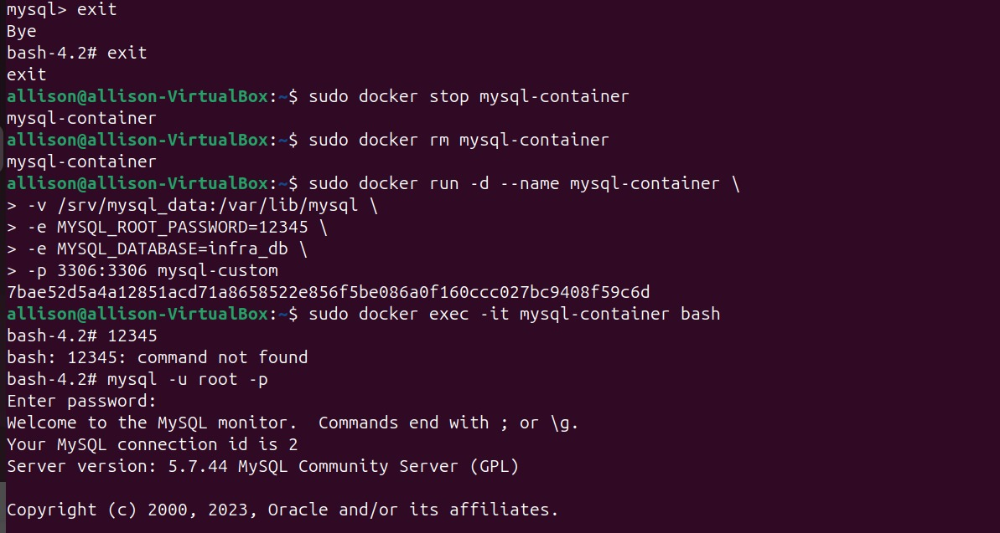 mysql> exit
Bye
bash-4.2# exit
exit
allison@allison-VirtualBox:~$ sudo docker stop mysql-container
mysql-container
allison@allison-VirtualBox:~$ sudo docker rm mysql-container
mysql-container
allison@allison-VirtualBox:~$ sudo docker run -d --name mysql-container \
> -v /srv/mysql_data:/var/lib/mysql \
> -e MYSQL_ROOT_PASSWORD=12345 \
> -e MYSQL_DATABASE=infra_db \
> -p 3306:3306 mysql-custom
7bae52d5a4a12851acd71a8658522e856f5be086a0f160ccc027bc9408f59c6d
allison@allison-VirtualBox:~$ sudo docker exec -it mysql-container bash
bash-4.2# 12345
bash: 12345: command not found
bash-4.2# mysql -u root -p
Enter password:
Welcome to the MySQL monitor.  Commands end with ; or \g.
Your MySQL connection id is 2
Server version: 5.7.44 MySQL Community Server (GPL)

Copyright (c) 2000, 2023, Oracle and/or its affiliates.